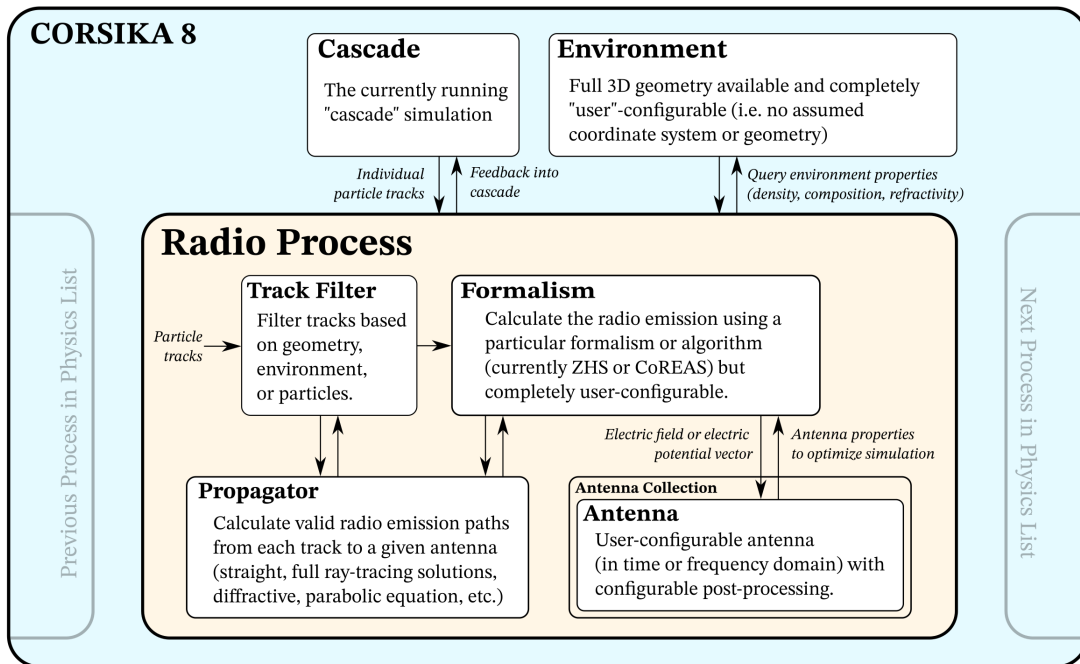 CORSIKA 8
Cascade
The currently running
"cascade" simulation
Environment
Full 3D geometry available and completely
"user"-configurable (i.e. no assumed
coordinate system or geometry)
Individual
particle tracks
Feedback into
cascade
Query environment properties
(density, composition, refractivity)
Previous Process in Physics List
Radio Process
Particle
tracks
Track Filter
Filter tracks based
on geometry,
environment,
or particles.
Formalism
Calculate the radio emission using a
particular formalism or algorithm
(currently ZHS or CoREAS) but
completely user-configurable.
Electric field or electric
potential vector
Antenna properties
to optimize simulation
Propagator
Calculate valid radio emission paths
from each track to a given antenna
(straight, full ray-tracing solutions,
diffractive, parabolic equation, etc.)
Antenna Collection
Antenna
User-configurable antenna
(in time or frequency domain) with
configurable post-processing.
Next Process in Physics List